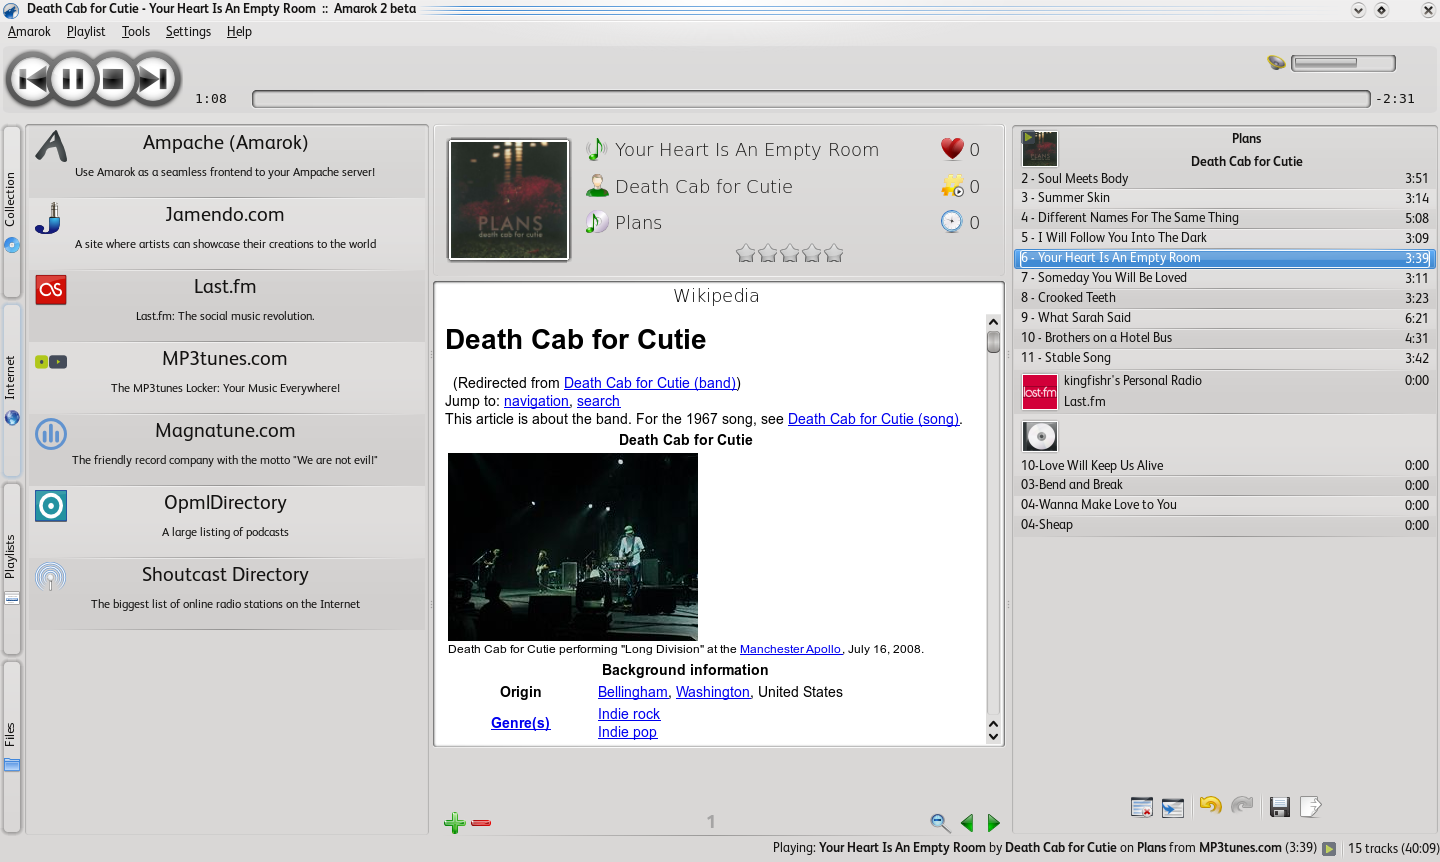 Death Cab for Cutie - Your Heart Is An Empty Room :: Amarok 2 beta
Amarok Playlist Tools Settings Help
1:08
-2:31
Collection
Internet
Playlists
Files
Ampache (Amarok)
Use Amarok as a seamless frontend to your Ampache server!
Jamendo.com
A site where artists can showcase their creations to the world
Last.fm
Last.fm: The social music revolution.
MP3tunes.com
The MP3tunes Locker: Your Music Everywhere!
Magnatune.com
The friendly record company with the motto "We are not evil!"
OpmlDirectory
A large listing of podcasts
Shoutcast Directory
The biggest list of online radio stations on the Internet
PLANS
death cab for cutie
Your Heart Is An Empty Room 0
Death Cab for Cutie 0
Plans 0
Wikipedia
Death Cab for Cutie
(Redirected from Death Cab for Cutie (band))
Jump to: navigation, search
This article is about the band. For the 1967 song, see Death Cab for Cutie (song).
Death Cab for Cutie
Death Cab for Cutie performing "Long Division" at the Manchester Apollo, July 16, 2008.
Background information
Origin Bellingham, Washington, United States
Genre(s) Indie rock
Indie pop
1
Plans
Death Cab for Cutie
2 - Soul Meets Body 3:51
3 - Summer Skin 3:14
4 - Different Names For The Same Thing 5:08
5 - I Will Follow You Into The Dark 3:09
6 - Your Heart Is An Empty Room 3:39
7 - Someday You Will Be Loved 3:11
8 - Crooked Teeth 3:23
9 - What Sarah Said 6:21
10 - Brothers on a Hotel Bus 4:31
11 - Stable Song 3:42
lost.fm
kingfishr's Personal Radio 0:00
Last.fm
10-Love Will Keep Us Alive 0:00
03-Bend and Break 0:00
04-Wanna Make Love to You 0:00
04-Sheap 0:00
Playing: Your Heart Is An Empty Room by Death Cab for Cutie on Plans from MP3tunes.com (3:39) 15 tracks (40:09)